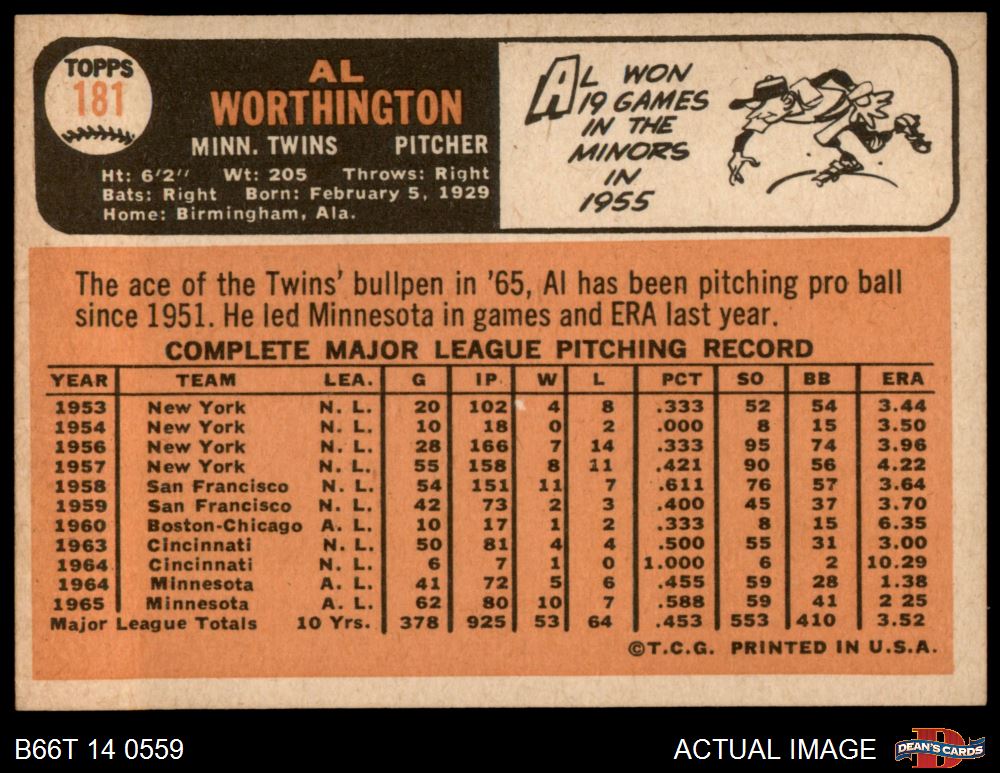 TOPPS
181
AL
WORTHINGTON
MINN. TWINS PITCHER
Ht: 6'2" Wt: 205 Throws: Right
Bats: Right Born: February 5, 1929
Home: Birmingham, Ala.
AL WON
19 GAMES
IN THE
MINORS
IN
1955
The ace of the Twins' bullpen in '65, Al has been pitching pro ball
since 1951. He led Minnesota in games and ERA last year.
COMPLETE MAJOR LEAGUE PITCHING RECORD
YEAR TEAM LEA. G IP W L PCT SO BB ERA
1953 New York N. L. 20 102 4 8 .333 52 54 3.44
1954 New York N. L. 10 18 0 2 .000 8 15 3.50
1956 New York N. L. 28 166 7 14 .333 95 74 3.96
1957 New York N. L. 55 158 8 11 .421 90 56 4.22
1958 San Francisco N. L. 54 151 11 7 .611 76 57 3.64
1959 San Francisco N. L. 42 73 2 3 .400 45 37 3.70
1960 Boston-Chicago A. L. 10 17 1 2 .333 8 15 6.35
1963 Cincinnati N. L. 50 81 4 4 .500 55 31 3.00
1964 Cincinnati N. L. 6 7 1 0 1.000 6 2 10.29
1964 Minnesota A. L. 41 72 5 6 .455 59 28 1.38
1965 Minnesota A. L. 62 80 10 7 .588 59 41 2 25
Major League Totals 10 Yrs. 378 925 53 64 .453 553 410 3.52
©T.C.G. PRINTED IN U.S.A.
B66T 14 0559 ACTUAL IMAGE
D
DEAN'S CARDS